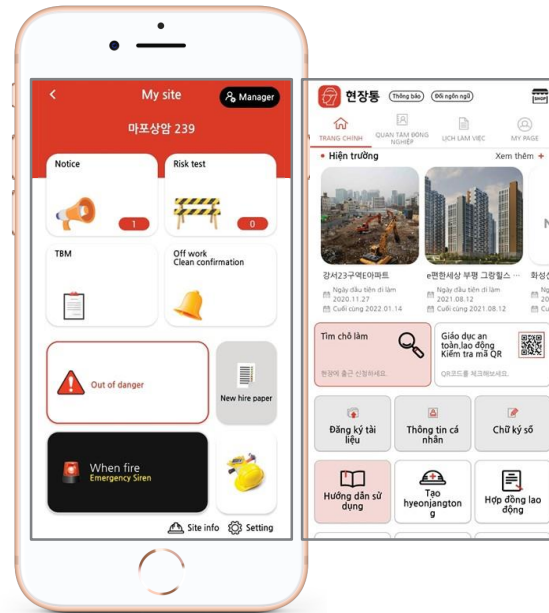 My site
Manager
마포상암 239
Notice
1
Risk test
0
TBM
Off work
Clean confirmation
Out of danger
New hire paper
When fire
Emergency Siren
Site info
Setting
현장통
Thông báo
Đổi ngôn ngữ
SHOP
TRANG CHÍNH
QUAN TÂM ĐỒNG
NGHIỆP
LỊCH LÀM VIỆC
MY PAGE
• Hiện trường
Xem thêm +
강서23구역E아파트
Ngày đầu tiên đi làm
2020.11.27
Cuối cùng 2022.01.14
e편한세상 부평 그랑힐스 ...
Ngày đầu tiên đi làm
2021.08.12
Cuối cùng 2021.08.12
Tìm chỗ làm
현장에 출근 신청하세요.
Giáo dục an
toàn,lao động
Kiểm tra mã QR
QR코드를 체크해보세요.
Đăng ký tài
liệu
Thông tin cá
nhân
Chữ ký số
Hướng dẫn sử
dụng
Tạo
hyeonjangton
g
Hợp đồng lao
động